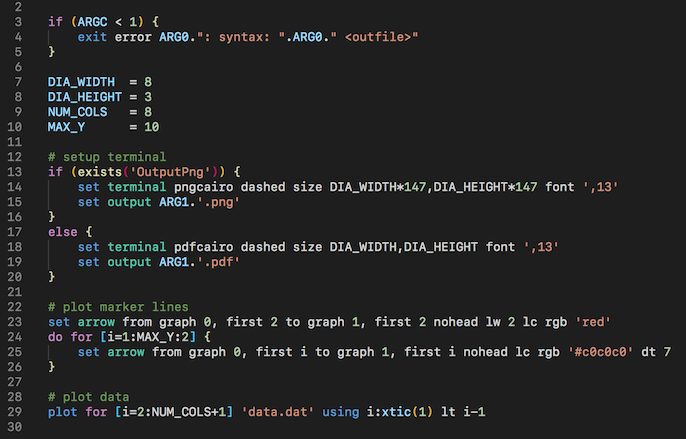 2
3 if (ARGC < 1) {
4 exit error ARG0.": syntax: ".ARG0." <outfile>"
5 }
6
7 DIA_WIDTH = 8
8 DIA_HEIGHT = 3
9 NUM_COLS = 8
10 MAX_Y = 10
11
12 # setup terminal
13 if (exists('OutputPng')) {
14 set terminal pngcairo dashed size DIA_WIDTH*147,DIA_HEIGHT*147 font ',13'
15 set output ARG1.'.png'
16 }
17 else {
18 set terminal pdfcairo dashed size DIA_WIDTH,DIA_HEIGHT font ',13'
19 set output ARG1.'.pdf'
20 }
21
22 # plot marker lines
23 set arrow from graph 0, first 2 to graph 1, first 2 nohead lw 2 lc rgb 'red'
24 do for [i=1:MAX_Y:2] {
25 set arrow from graph 0, first i to graph 1, first i nohead lc rgb '#c0c0c0' dt 7
26 }
27
28 # plot data
29 plot for [i=2:NUM_COLS+1] 'data.dat' using i:xtic(1) lt i-1
30